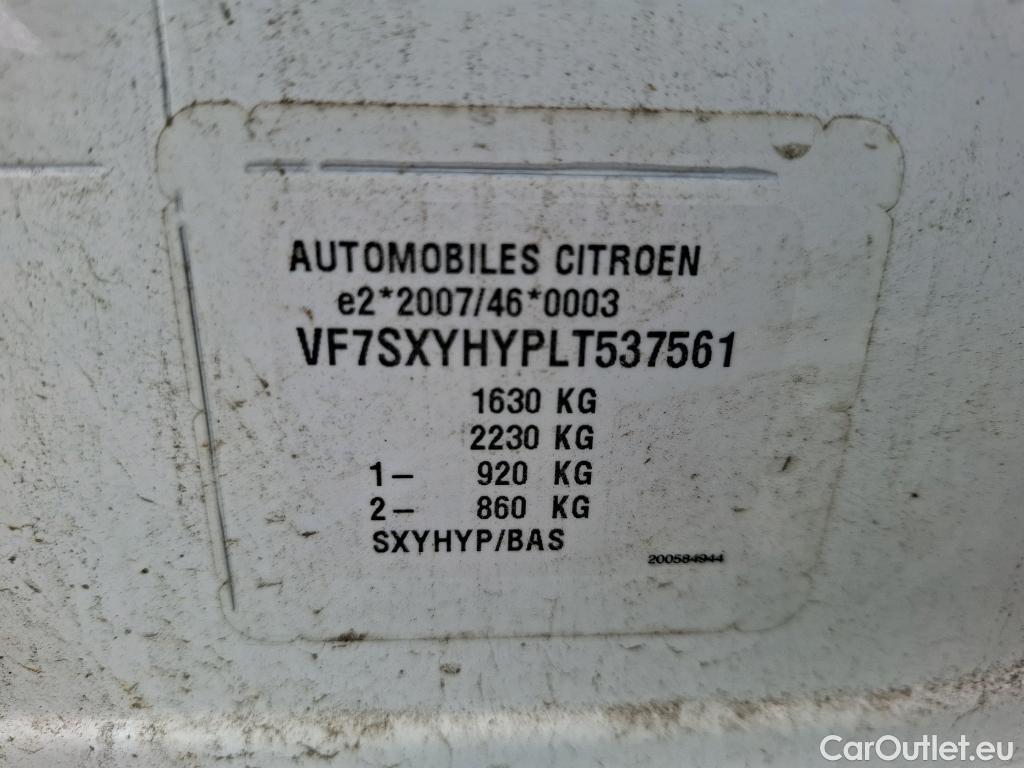 AUTOMOBILES CITROEN
e2*2007/46*0003
VF7SXYHYPLT537561
1630 KG
2230 KG
1— 920 KG
2— 860 KG
SXYHYP/BAS
200584944
CarOutlet.eu